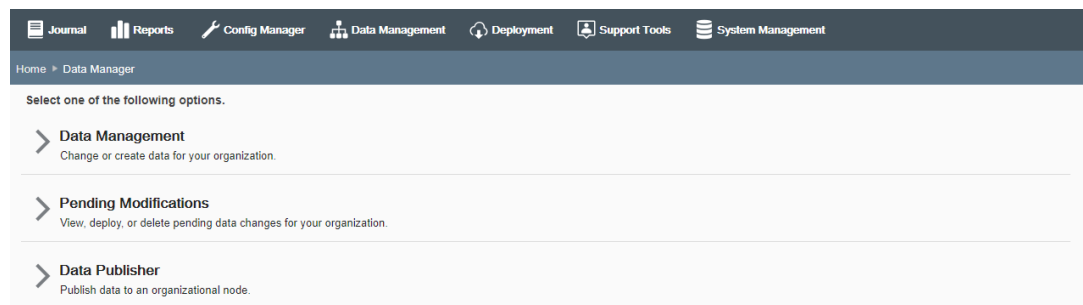 Journal Reports Config Manager Data Management Deployment Support Tools System Management
Home Data Manager
Select one of the following options.
Data Management
Change or create data for your organization.
Pending Modifications
View, deploy, or delete pending data changes for your organization.
Data Publisher
Publish data to an organizational node.